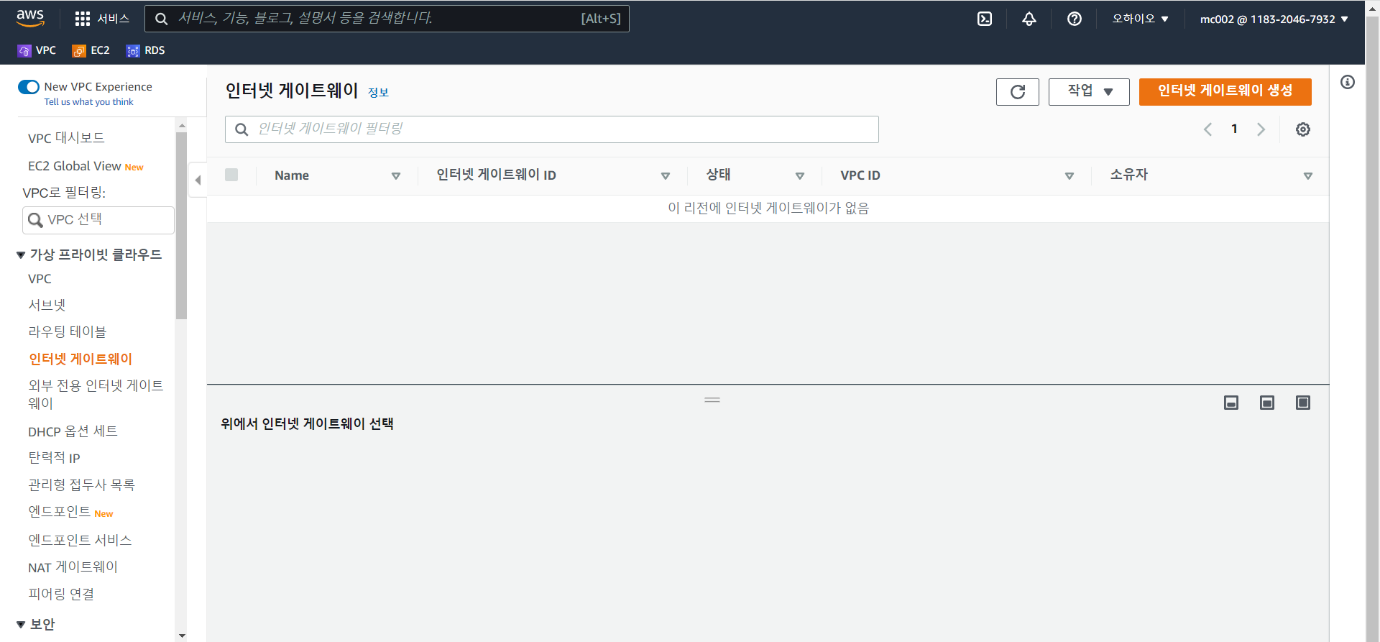 aws
서비스
서비스, 기능, 블로그, 설명서 등을 검색합니다.
[Alt+S]
오하이오 ▼
mc002 @ 1183-2046-7932 ▼
VPC
EC2
RDS
New VPC Experience
Tell us what you think
VPC 대시보드
EC2 Global View New
VPC로 필터링:
VPC 선택
▼ 가상 프라이빗 클라우드
VPC
서브넷
라우팅 테이블
인터넷 게이트웨이
외부 전용 인터넷 게이트
웨이
DHCP 옵션 세트
탄력적 IP
관리형 접두사 목록
엔드포인트 New
엔드포인트 서비스
NAT 게이트웨이
피어링 연결
▼ 보안
인터넷 게이트웨이 정보
작업 ▼
인터넷 게이트웨이 생성
인터넷 게이트웨이 필터링
1
Name
인터넷 게이트웨이 ID
상태
VPC ID
소유자
이 리전에 인터넷 게이트웨이가 없음
위에서 인터넷 게이트웨이 선택